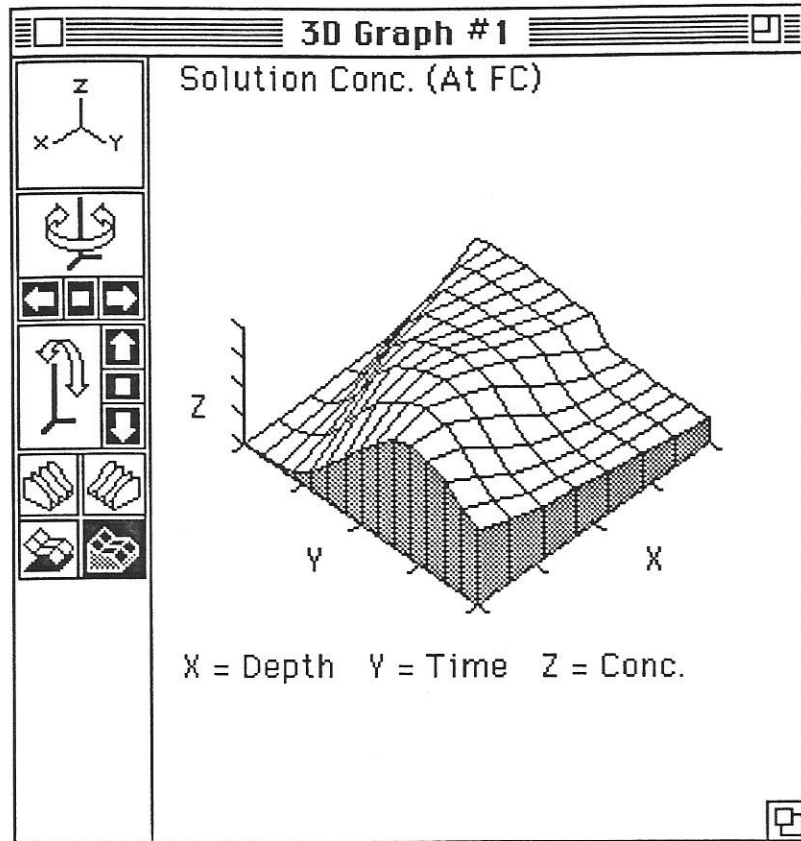 3D Graph #1
Solution Conc. (At FC)
Z
X Y
Z
Y
X
X = Depth Y = Time Z = Conc.